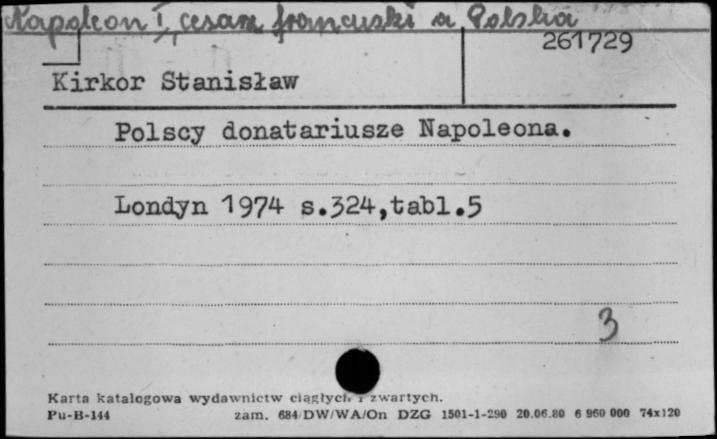 Napoleon I, cesarz francuski a Polska
261729
Kirkor Stanisław
Polscy donatariusze Napoleona.
Londyn 1974 s.324,tabl.5
3
Karta katalogowa wydawnictw ciągłych i zwartych.
Pu-B-144 zam. 684/DW/WA/On DZG 1501-1-290 20.06.80 6 960 000 74x120